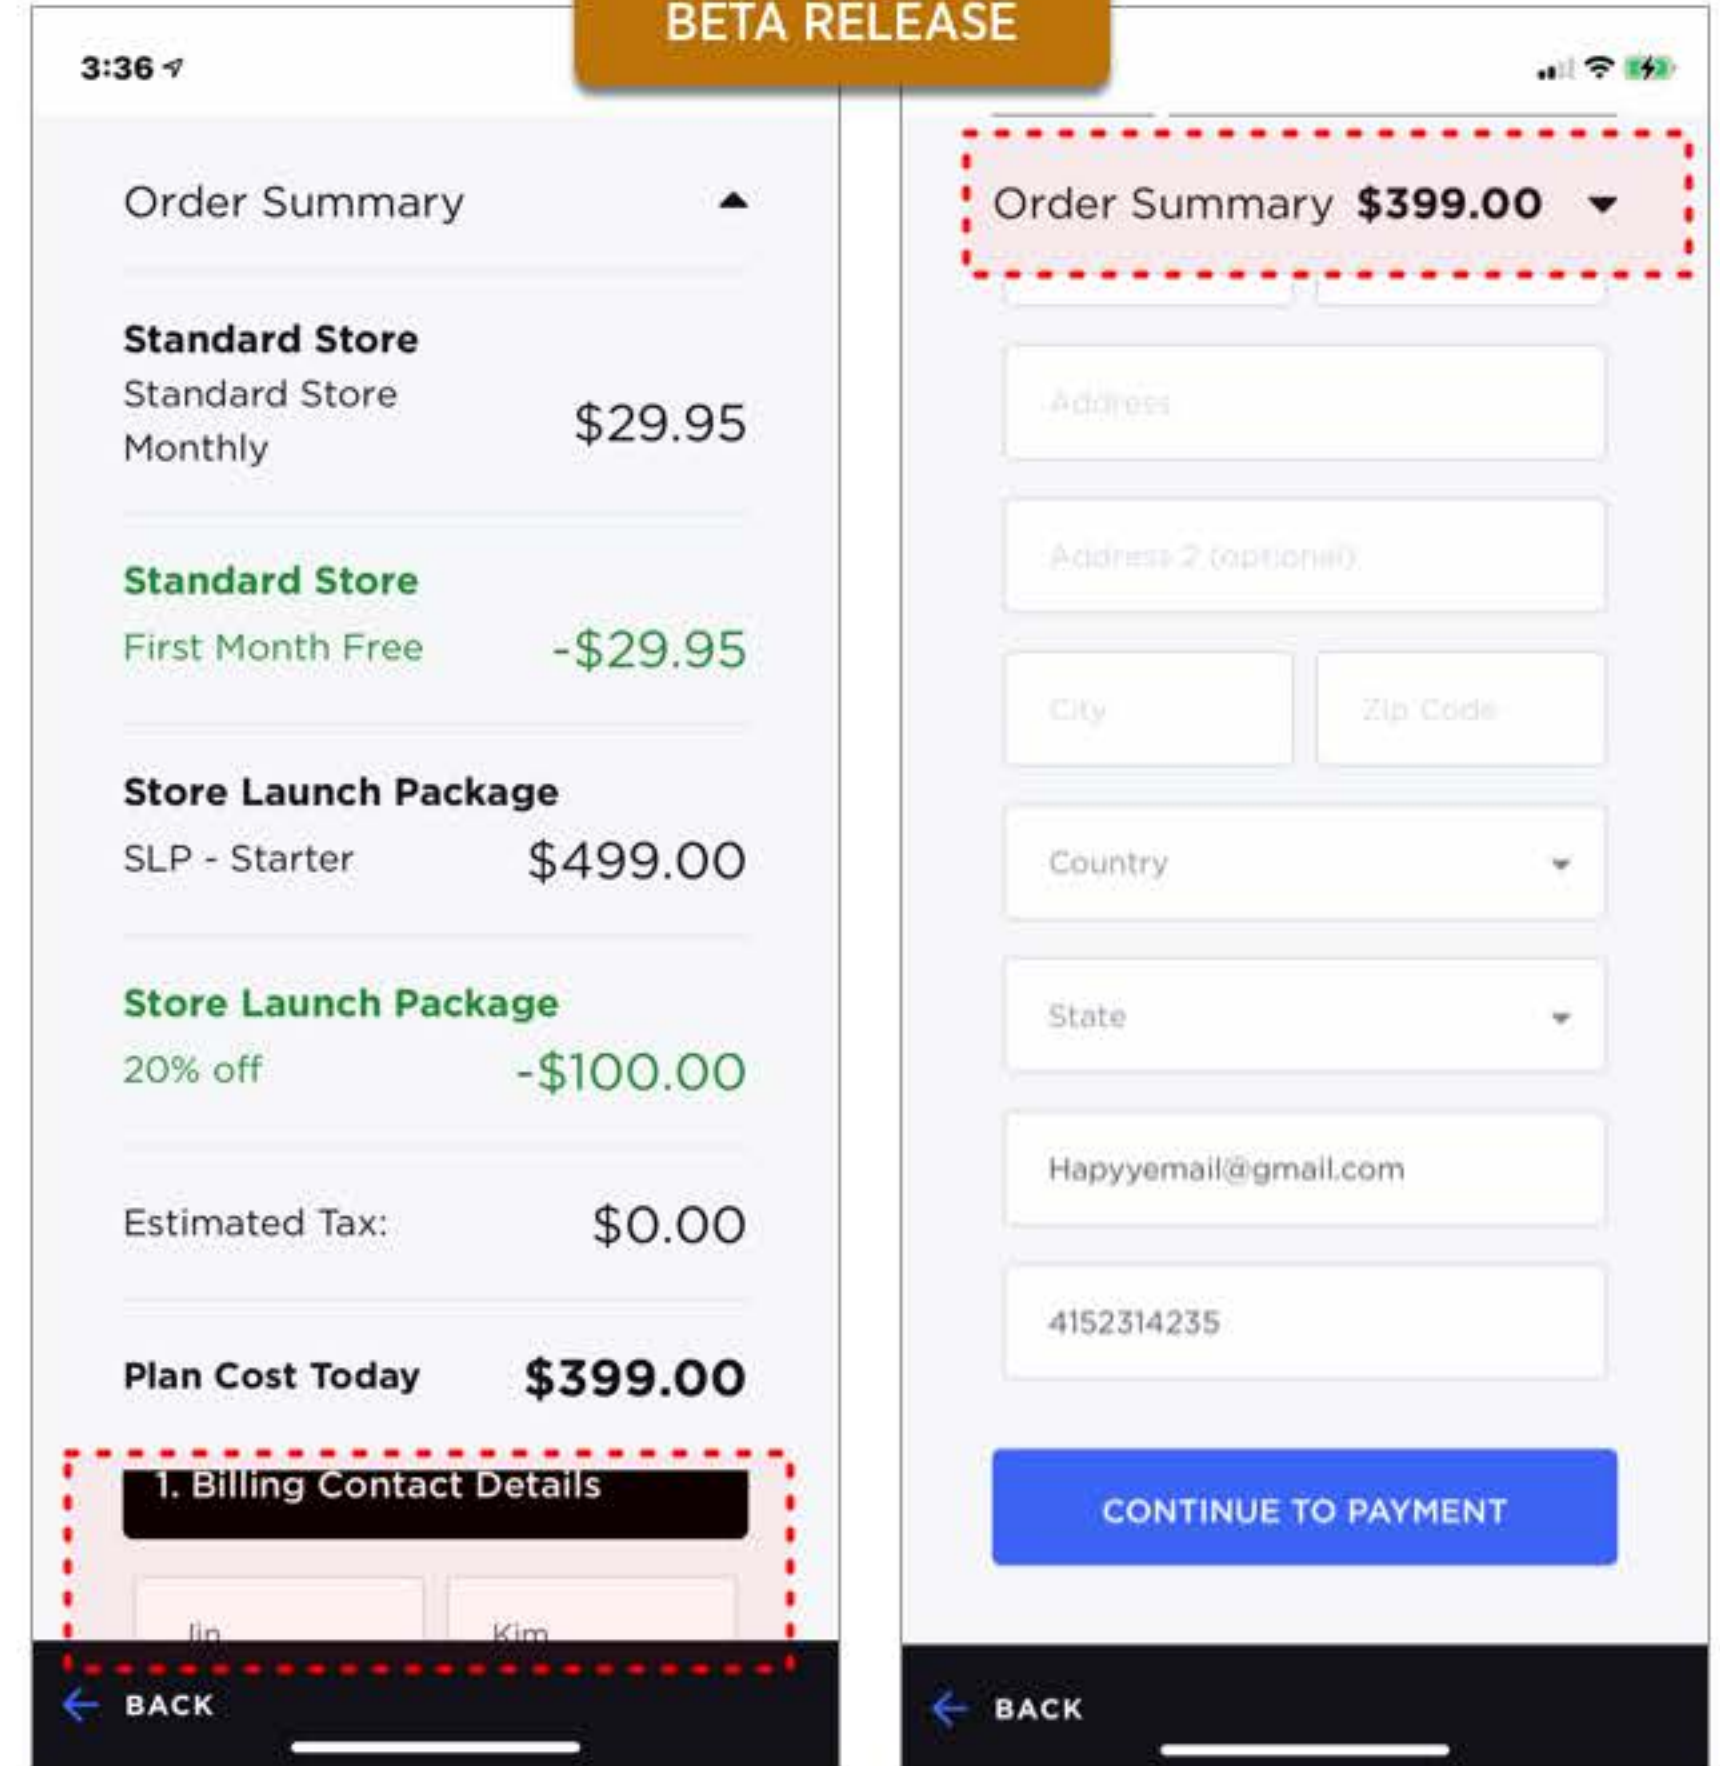 BETA RELEASE
3:36
Order Summary
Standard Store
Standard Store
Monthly
$29.95
Standard Store
First Month Free
-$29.95
Store Launch Package
SLP - Starter
$499.00
Store Launch Package
20% off
-$100.00
Estimated Tax:
$0.00
Plan Cost Today
$399.00
1. Billing Contact Details
Jin
Kim
BACK
Order Summary $399.00
Address
Address 2 (optional)
City
Zip Code
Country
State
Hapyyemail@gmail.com
4152314235
CONTINUE TO PAYMENT
BACK